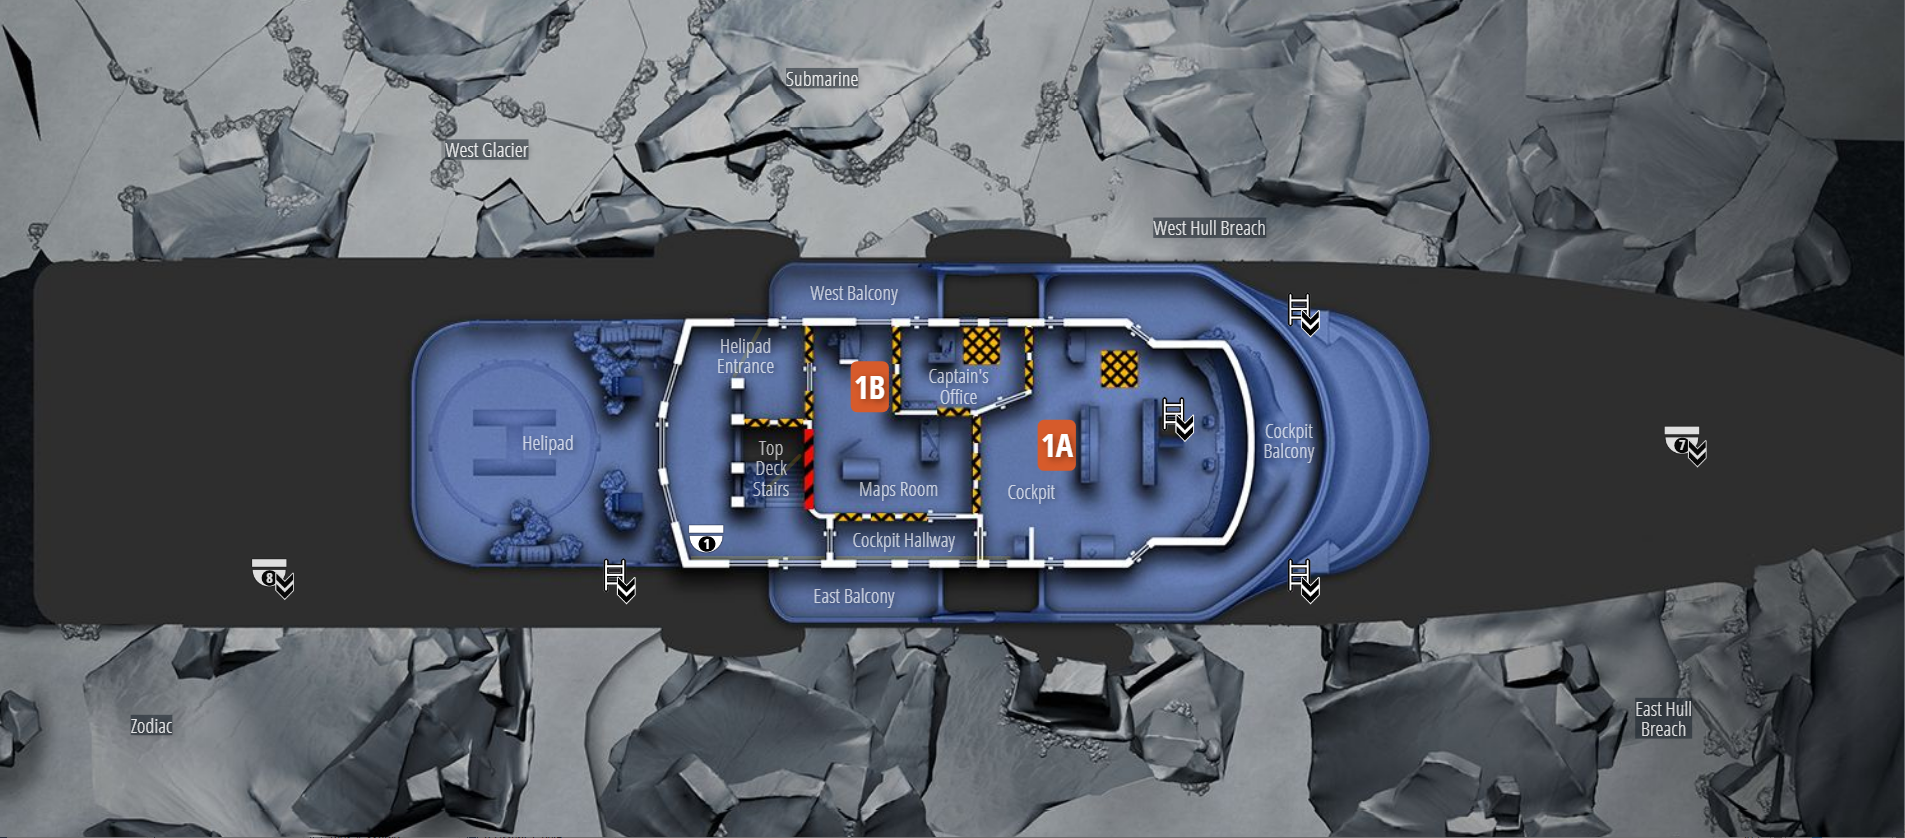 Submarine
West Glacier
West Hull Breach
West Balcony
Helipad
Entrance
1B
Captain's
Office
Helipad
Top
Deck
Stairs
1A
Cockpit
Balcony
Maps Room
Cockpit
1
Cockpit Hallway
East Balcony
7
8
Zodiac
East Hull
Breach